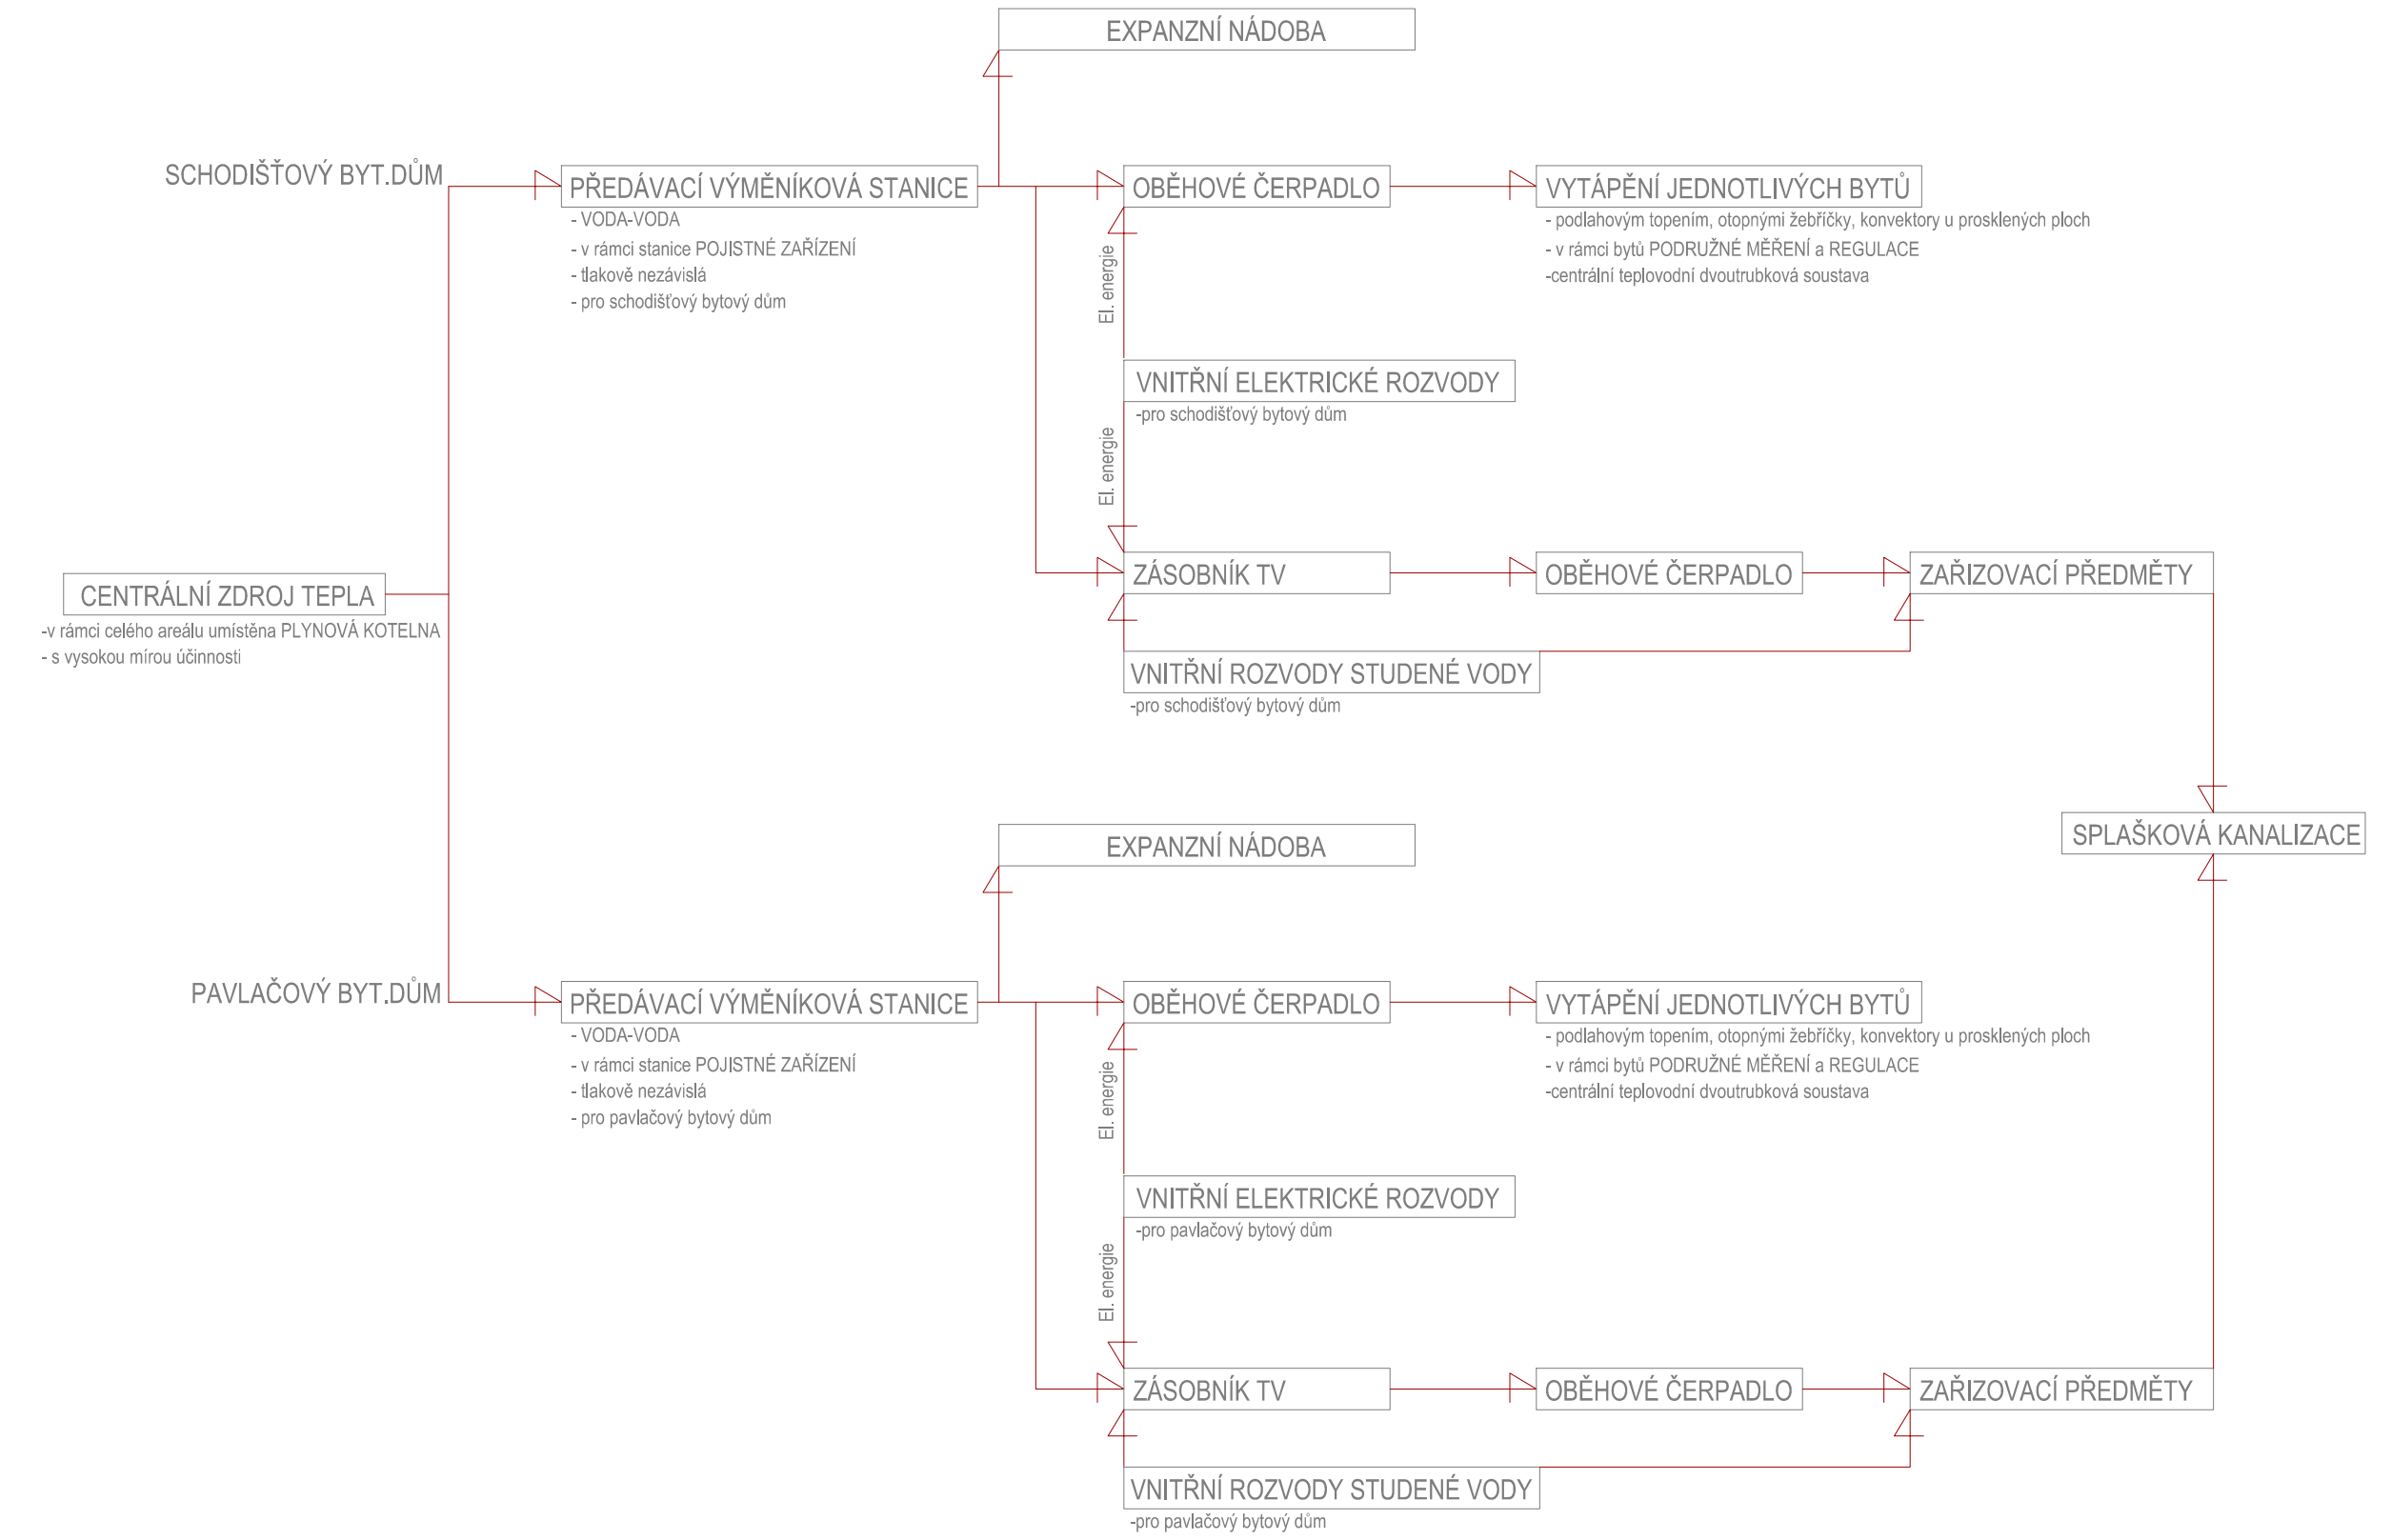 EXPANZNÍ NÁDOBA
SCHODIŠŤOVÝ BYT.DŮM
PŘEDÁVACÍ VÝMĚNÍKOVÁ STANICE
- VODA-VODA
- v rámci stanice POJISTNÉ ZAŘÍZENÍ
- tlakově nezávislá
- pro schodišťový bytový dům
OBĚHOVÉ ČERPADLO
VYTÁPĚNÍ JEDNOTLIVÝCH BYTŮ
- podlahovým topením, otopnými žebříčky, konvektory u prosklených ploch
- v rámci bytů PODRUŽNÉ MĚŘENÍ a REGULACE
-centrální teplovodní dvoutrubková soustava
El. energie
VNITŘNÍ ELEKTRICKÉ ROZVODY
-pro schodišťový bytový dům
El. energie
ZÁSOBNÍK TV
OBĚHOVÉ ČERPADLO
ZAŘIZOVACÍ PŘEDMĚTY
CENTRÁLNÍ ZDROJ TEPLA
-v rámci celého areálu umístěna PLYNOVÁ KOTELNA
- s vysokou mírou účinnosti
VNITŘNÍ ROZVODY STUDENÉ VODY
-pro schodišťový bytový dům
SPLAŠKOVÁ KANALIZACE
EXPANZNÍ NÁDOBA
PAVLAČOVÝ BYT.DŮM
PŘEDÁVACÍ VÝMĚNÍKOVÁ STANICE
- VODA-VODA
- v rámci stanice POJISTNÉ ZAŘÍZENÍ
- tlakově nezávislá
- pro pavlačový bytový dům
OBĚHOVÉ ČERPADLO
VYTÁPĚNÍ JEDNOTLIVÝCH BYTŮ
- podlahovým topením, otopnými žebříčky, konvektory u prosklených ploch
- v rámci bytů PODRUŽNÉ MĚŘENÍ a REGULACE
-centrální teplovodní dvoutrubková soustava
El. energie
VNITŘNÍ ELEKTRICKÉ ROZVODY
-pro pavlačový bytový dům
El. energie
ZÁSOBNÍK TV
OBĚHOVÉ ČERPADLO
ZAŘIZOVACÍ PŘEDMĚTY
VNITŘNÍ ROZVODY STUDENÉ VODY
-pro pavlačový bytový dům